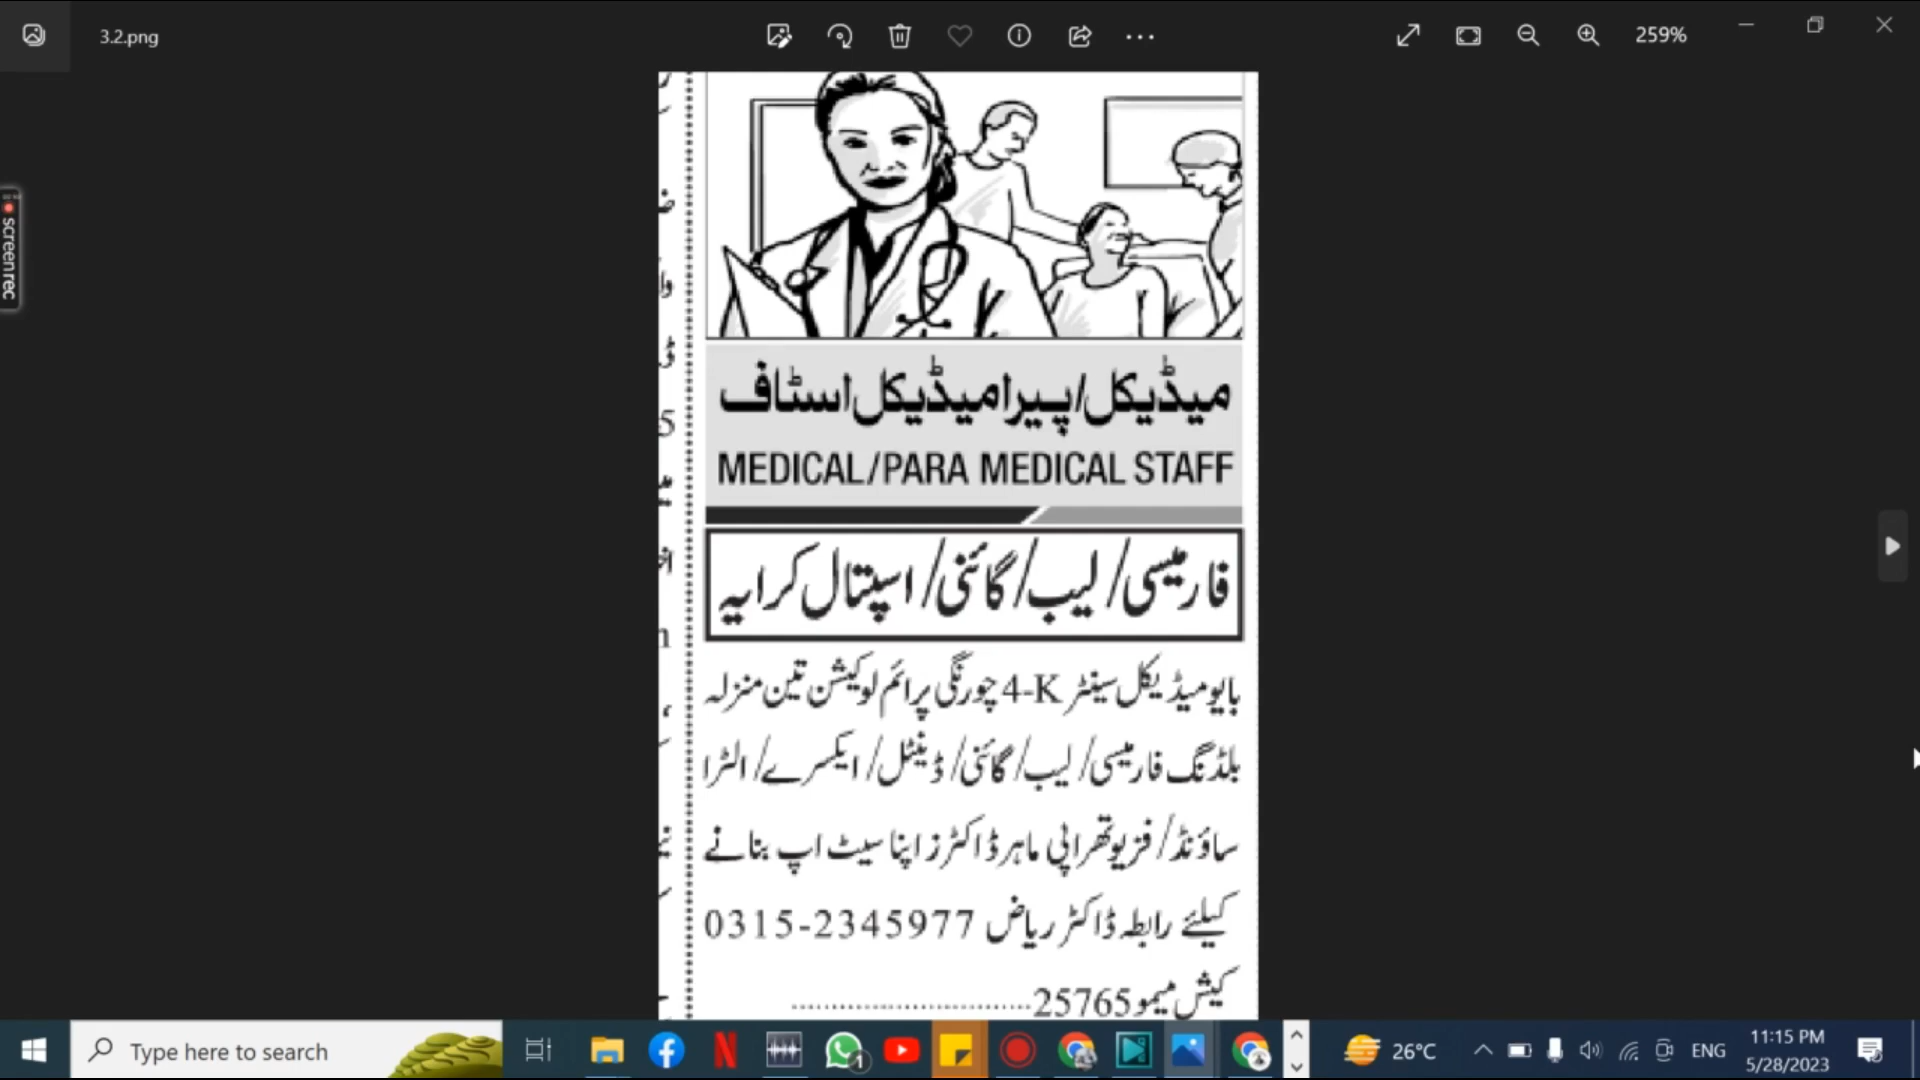 3.2.png
259%
screen rec
میڈیکل/پیرامیڈیکل اسٹاف
MEDICAL/PARA MEDICAL STAFF
فارمیسی/لیب/گائنی/اسپتال کرایہ
بایومیڈیکل سینٹر 4-K چورنگی پرائم لوکیشن تین منزلہ
بلڈنگ فارمیسی/لیب/گائنی/ڈینٹل/ایکسرے/الٹرا
ساؤنڈ/فزیوتھراپی ماہر ڈاکٹرز اپنا سیٹ اپ بنانے
کیلئے رابطہ ڈاکٹر ریاض 0315-2345977
کیش میمو 25765
Type here to search
1
26°C
ENG
11:15 PM
5/28/2023